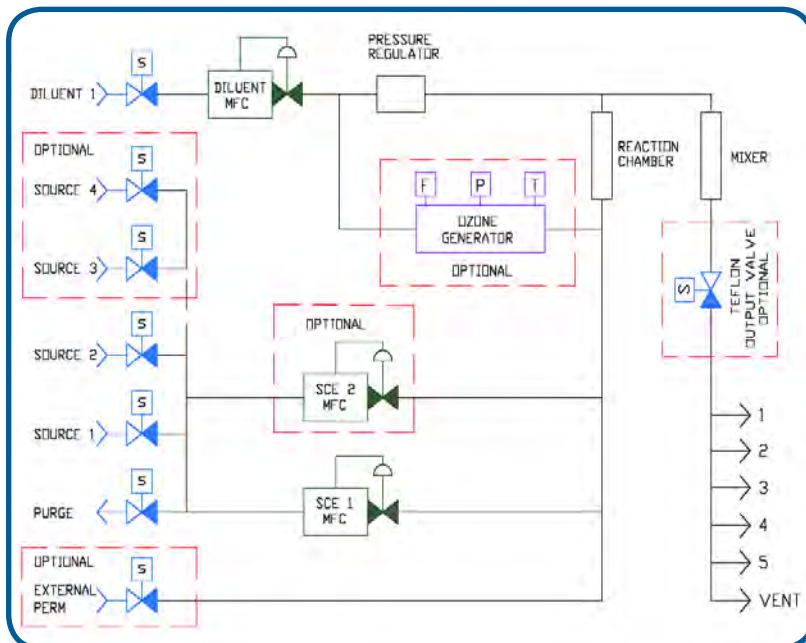 PRESSURE
REGULATOR
S
DILUENT 1
DILUENT
MFC
OPTIONAL
S
SOURCE 4
S
SOURCE 3
F P T
OZONE
GENERATOR
OPTIONAL
REACTION
CHAMBER
MIXER
S
TEFLON
OUTPUT VALVE
OPTIONAL
S
SOURCE 2
OPTIONAL
SCE 2
MFC
S
SOURCE 1
S
PURGE
SCE 1
MFC
OPTIONAL
S
EXTERNAL
PERM
1
2
3
4
5
VENT